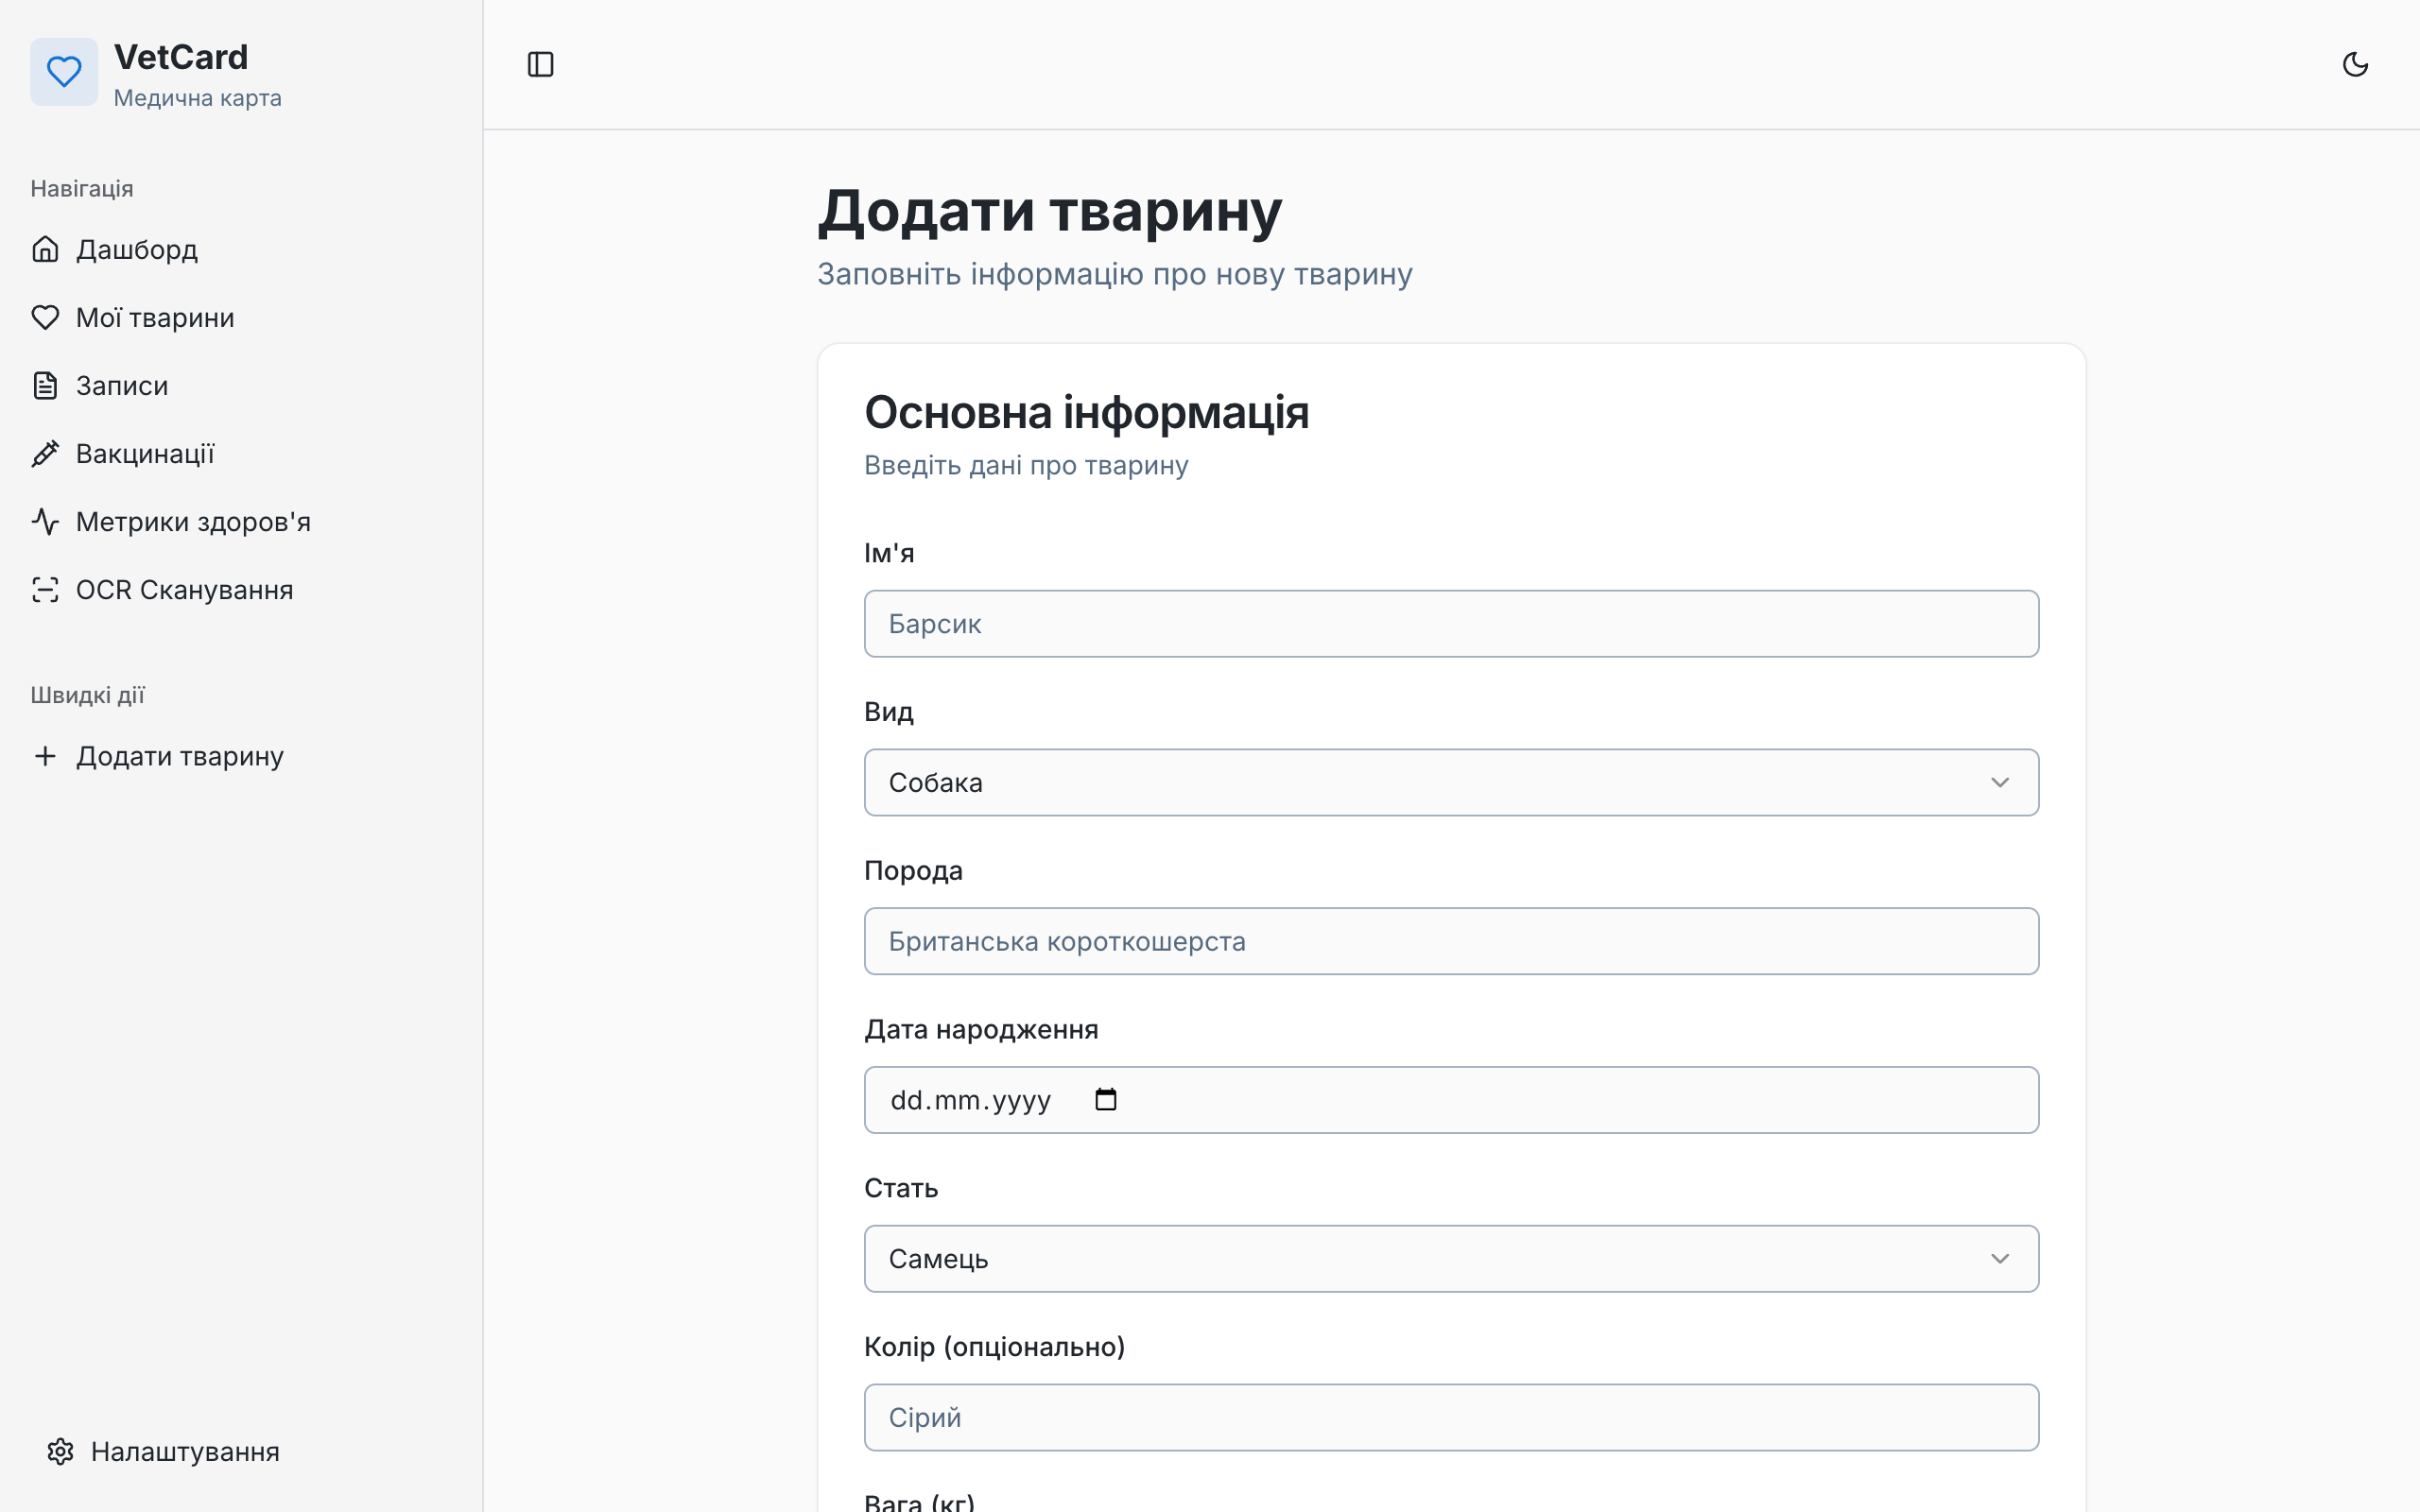 VetCard
Медична карта
Навігація
Дашборд
Мої тварини
Записи
Вакцинації
Метрики здоров'я
OCR Сканування
Швидкі дії
Додати тварину
Налаштування
Додати тварину
Заповніть інформацію про нову тварину
Основна інформація
Введіть дані про тварину
Ім'я
Барсик
Вид
Собака
Порода
Британська короткошерста
Дата народження
dd.mm.yyyy
Стать
Самець
Колір (опціонально)
Сірий
Вага (кг)